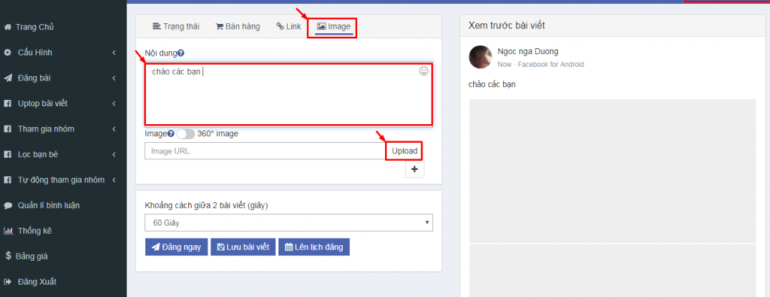 Trang Chủ
Cấu Hình
Đăng bài
Uptop bài viết
Tham gia nhóm
Lọc bạn bè
Tự động tham gia nhóm
Quản lí bình luận
Thống kê
Bảng giá
Đăng Xuất
Trạng thái Bán hàng Link Image
Nội dung
chào các bạn
Image 360° image
Image URL. Upload
+
Khoảng cách giữa 2 bài viết (giây)
60 Giây
Đăng ngay Lưu bài viết Lên lịch đăng
Xem trước bài viết
Ngoc nga Duong
Now · Facebook for Android
chào các bạn